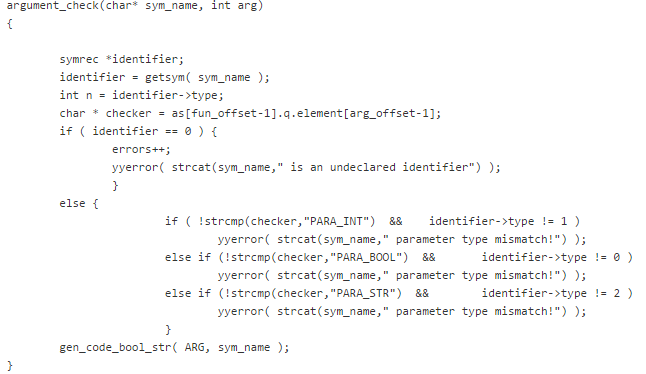 argument_check(char* sym_name, int arg)
{
symrec *identifier;
identifier = getsym( sym_name );
int n = identifier->type;
char * checker = as[fun_offset-1].q.element[arg_offset-1];
if ( identifier == 0 ) {
errors++;
yyerror( strcat(sym_name," is an undeclared identifier") );
}
else {
if ( !strcmp(checker,"PARA_INT") && identifier->type != 1 )
yyerror( strcat(sym_name," parameter type mismatch!") );
else if (!strcmp(checker,"PARA_BOOL") && identifier->type != 0 )
yyerror( strcat(sym_name," parameter type mismatch!") );
else if (!strcmp(checker,"PARA_STR") && identifier->type != 2 )
yyerror( strcat(sym_name," parameter type mismatch!") );
}
gen_code_bool_str( ARG, sym_name );
}